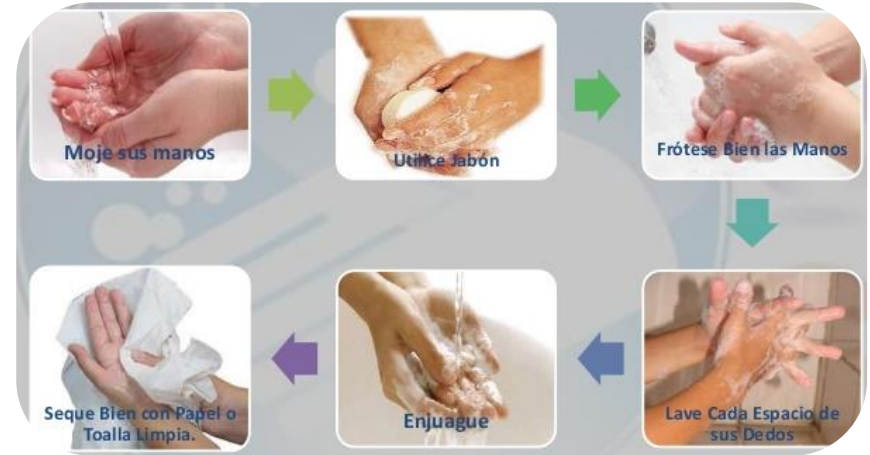 Moje sus manos
Utilice Jabón
Frótese Bien las Manos
Lave Cada Espacio de
sus Dedos
Enjuague
Seque Bien con Papel o
Toalla Limpia.